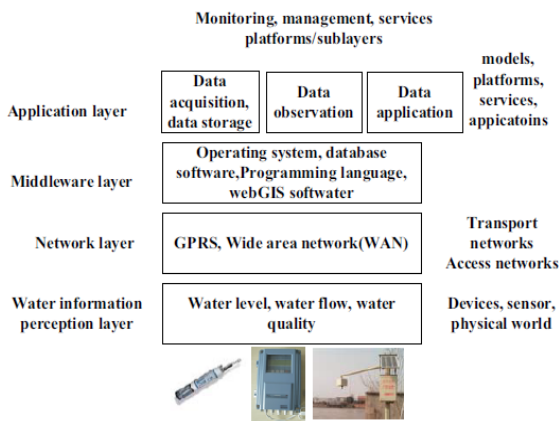 Monitoring, management, services
platforms/sublayers
Application layer
Data
acquisition,
data storage
Data
observation
Data
application
models,
platforms,
services,
appicatoins
Middleware layer
Operating system, database
software,Programming language,
webGIS softwater
Network layer
GPRS, Wide area network(WAN)
Transport
networks
Access networks
Water information
perception layer
Water level, water flow, water
quality
Devices, sensor,
physical world